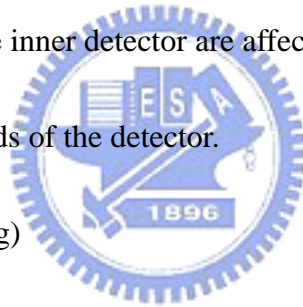 e inner detector are affec
ds of the detector.
g)
E S A
1896